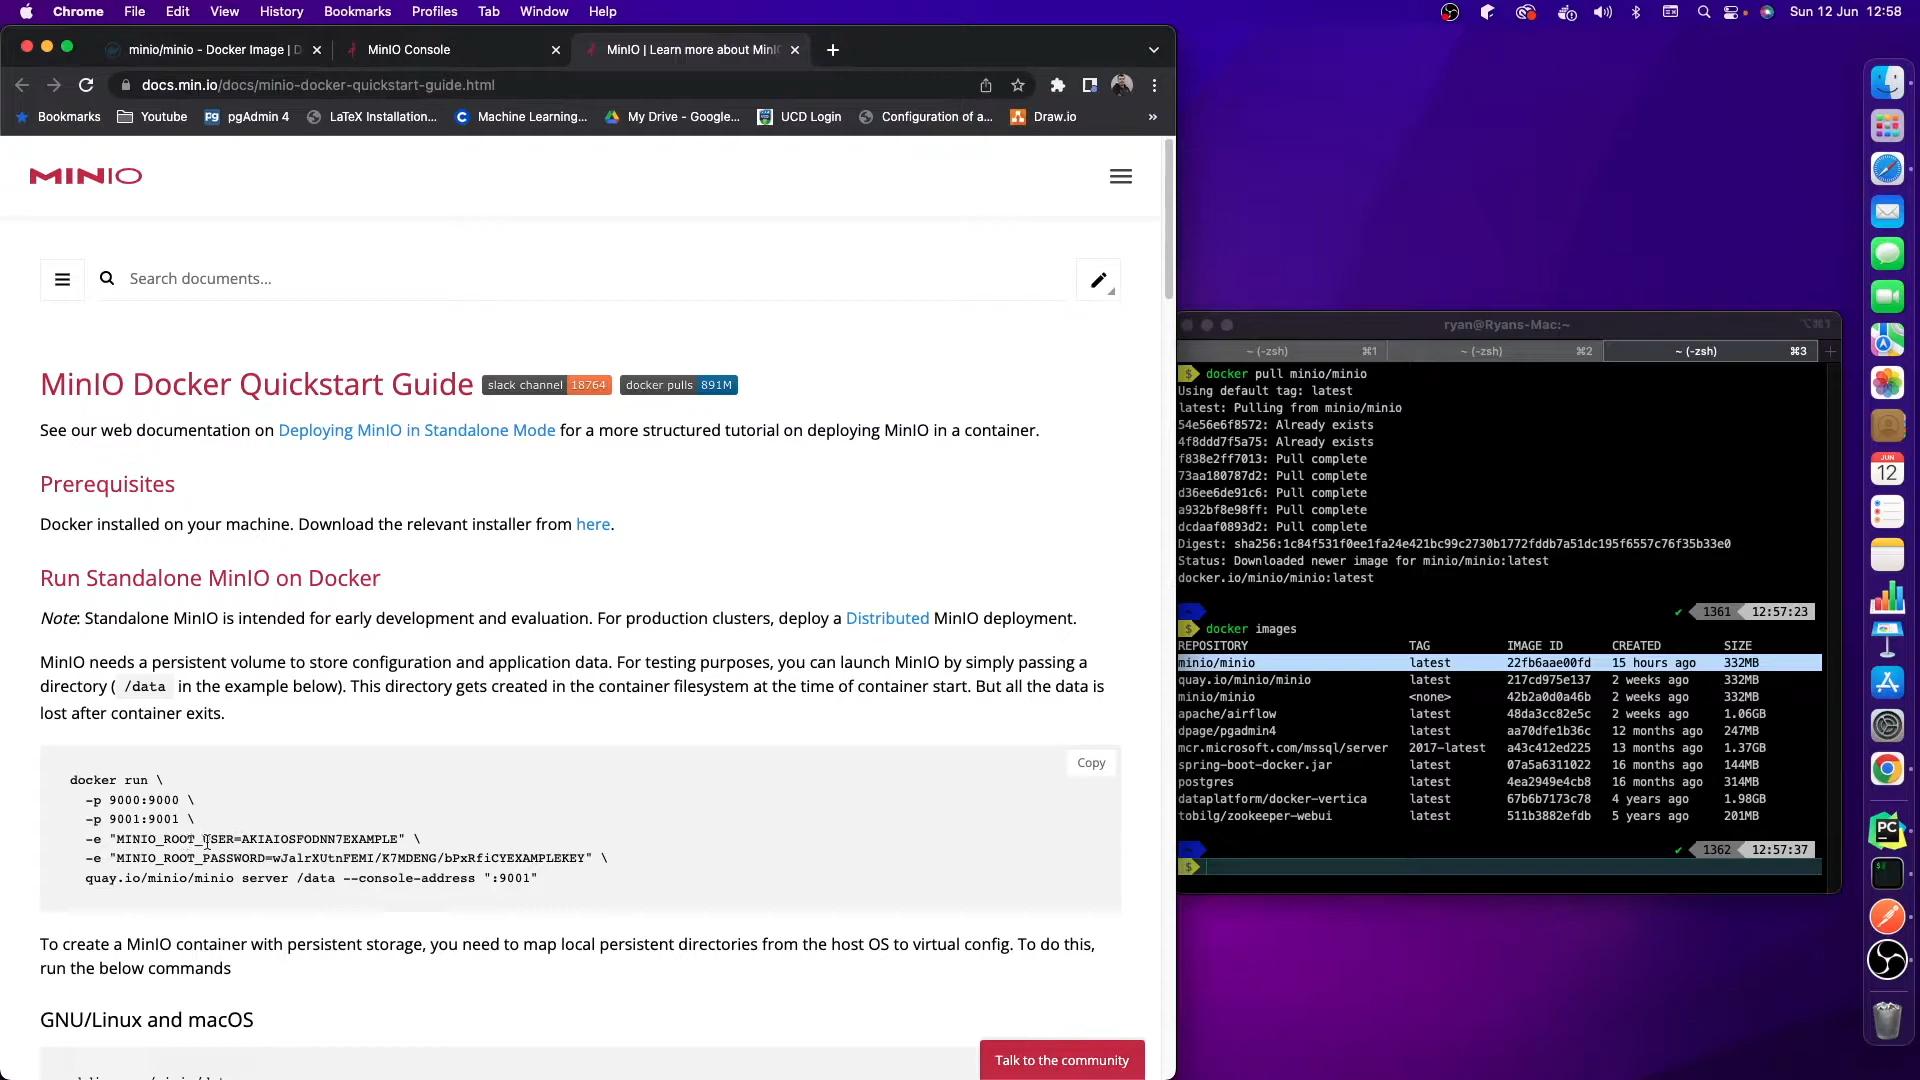 Chrome File Edit View History Bookmarks Profiles Tab Window Help
Sun 12 Jun 12:58
minio/minio - Docker Image | D
MinIO Console
MinIO | Learn more about MinIO
docs.min.io/docs/minio-docker-quickstart-guide.html
Bookmarks Youtube pgAdmin 4 LaTeX Installation... Machine Learning... My Drive - Google... UCD Login Configuration of a... Draw.io »
MINIO
Search documents...
MinIO Docker Quickstart Guide slack channel 18764 docker pulls 891M
See our web documentation on Deploying MinIO in Standalone Mode for a more structured tutorial on deploying MinIO in a container.
Prerequisites
Docker installed on your machine. Download the relevant installer from here.
Run Standalone MinIO on Docker
Note: Standalone MinIO is intended for early development and evaluation. For production clusters, deploy a Distributed MinIO deployment.
MinIO needs a persistent volume to store configuration and application data. For testing purposes, you can launch MinIO by simply passing a
directory ( /data in the example below). This directory gets created in the container filesystem at the time of container start. But all the data is
lost after container exits.
Copy
docker run \
-p 9000:9000 \
-p 9001:9001 \
-e "MINIO_ROOT_USER=AKIAIOSFODNN7EXAMPLE" \
-e "MINIO_ROOT_PASSWORD=wJalrXUtnFEMI/K7MDENG/bPxRfiCYEXAMPLEKEY" \
quay.io/minio/minio server /data --console-address ":9001"
To create a MinIO container with persistent storage, you need to map local persistent directories from the host OS to virtual config. To do this,
run the below commands
GNU/Linux and macOS
Talk to the community
ryan@Ryans-Mac:~
⌥⌘1
~ (-zsh) ⌘1 ~ (-zsh) ⌘2 ~ (-zsh) ⌘3
$ docker pull minio/minio
Using default tag: latest
latest: Pulling from minio/minio
54e56e6f8572: Already exists
4f8ddd7f5a75: Already exists
f838e2ff7013: Pull complete
73aa180787d2: Pull complete
d36ee6de91c6: Pull complete
a932bf8e98ff: Pull complete
dcdaaf0893d2: Pull complete
Digest: sha256:1c84f531f0ee1fa24e421bc99c2730b1772fddb7a51dc195f6557c76f35b33e0
Status: Downloaded newer image for minio/minio:latest
docker.io/minio/minio:latest
~ ✔ 1361 12:57:23
$ docker images
REPOSITORY TAG IMAGE ID CREATED SIZE
minio/minio latest 22fb6aae00fd 15 hours ago 332MB
quay.io/minio/minio latest 217cd975e137 2 weeks ago 332MB
minio/minio <none> 42b2a0d0a46b 2 weeks ago 332MB
apache/airflow latest 48da3cc82e5c 2 weeks ago 1.06GB
dpage/pgadmin4 latest aa70dfe1b36c 12 months ago 247MB
mcr.microsoft.com/mssql/server 2017-latest a43c412ed225 13 months ago 1.37GB
spring-boot-docker.jar latest 07a5a6311022 16 months ago 144MB
postgres latest 4ea2949e4cb8 16 months ago 314MB
dataplatform/docker-vertica latest 67b6b7173c78 4 years ago 1.98GB
tobilg/zookeeper-webui latest 511b3882efdb 5 years ago 201MB
~ ✔ 1362 12:57:37
$
JUN
12
PC